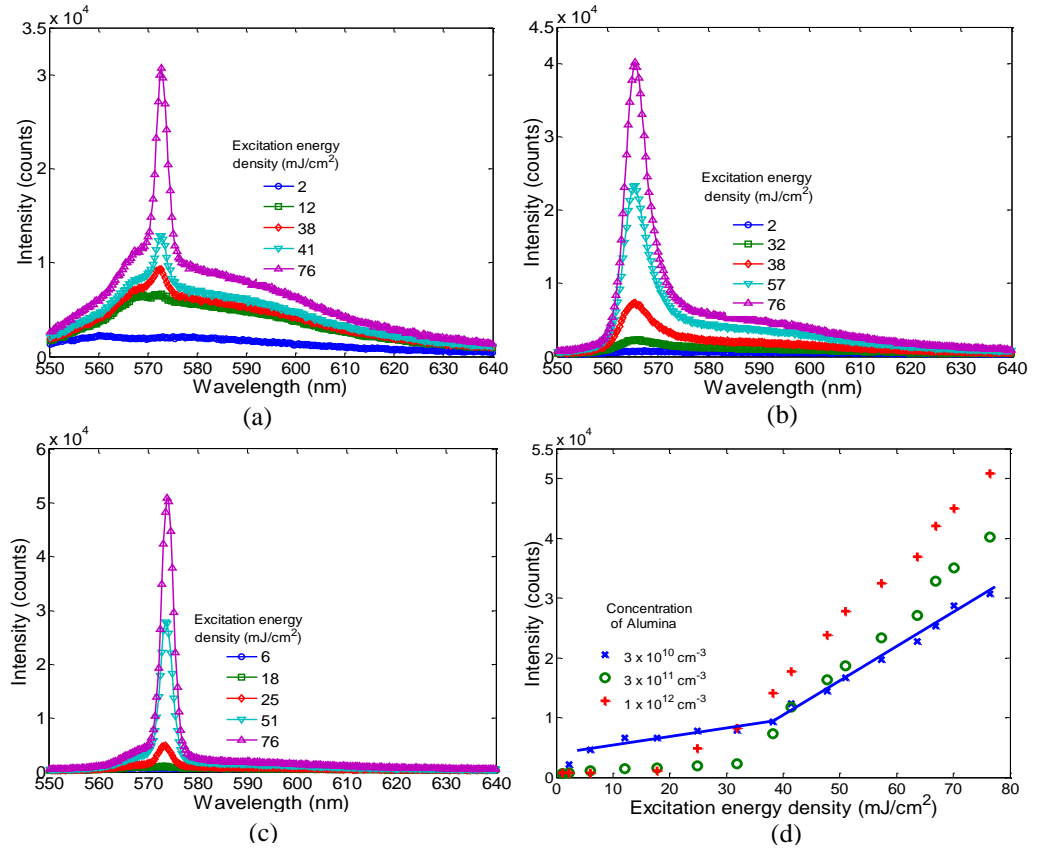 x 10^4
3.5
3
2
1
0
Intensity (counts)
Excitation energy
density (mJ/cm^2)
2
12
38
41
76
550 560 570 580 590 600 610 620 630 640
Wavelength (nm)
(a)
x 10^4
4.5
4
3
2
1
0
Intensity (counts)
Excitation energy
density (mJ/cm^2)
2
32
38
57
76
550 560 570 580 590 600 610 620 630 640
Wavelength (nm)
(b)
x 10^4
6
5
4
3
2
1
0
Intensity (counts)
Excitation energy
density (mJ/cm^2)
6
18
25
51
76
550 560 570 580 590 600 610 620 630 640
Wavelength (nm)
(c)
x 10^4
5.5
5
4
3
2
1
0
Intensity (counts)
Concentration
of Alumina
3 x 10^10 cm^-3
3 x 10^11 cm^-3
1 x 10^12 cm^-3
0 10 20 30 40 50 60 70 80
Excitation energy density (mJ/cm^2)
(d)